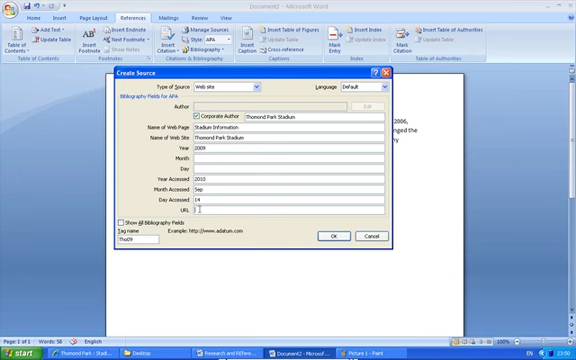 Document2 - Microsoft Word
Home Insert Page Layout References Mailings Review View
Table of Contents
Add Text
Update Table
Table of Contents
Insert Footnote
Insert Endnote
Next Footnote
Show Notes
Footnotes
Insert Citation
Manage Sources
Style: APA
Bibliography
Insert Caption
Insert Table of Figures
Update Table
Cross-reference
Mark Entry
Insert Index
Update Index
Index
Mark Citation
Insert Table of Authorities
Update Table
Table of Authorities
Create Source
Type of Source Web site
Language Default
Bibliography Fields for APA
Author
Edit
Corporate Author Thomond Park Stadium
Name of Web Page Stadium Information
Name of Web Site Thomond Park Stadium
Year 2009
Month
Day
Year Accessed 2010
Month Accessed Sep
Day Accessed 14
URL
Show All Bibliography Fields
Tag name
Example: http://www.adatum.com
Tho09
OK Cancel
2006,
nged the
Page: 1 of 1 Words: 58 English
100%
start
Thomond Park : Stadi...
Desktop
Research and REferen...
Document2 - Microsof...
Picture 1 - Paint
EN
23:50